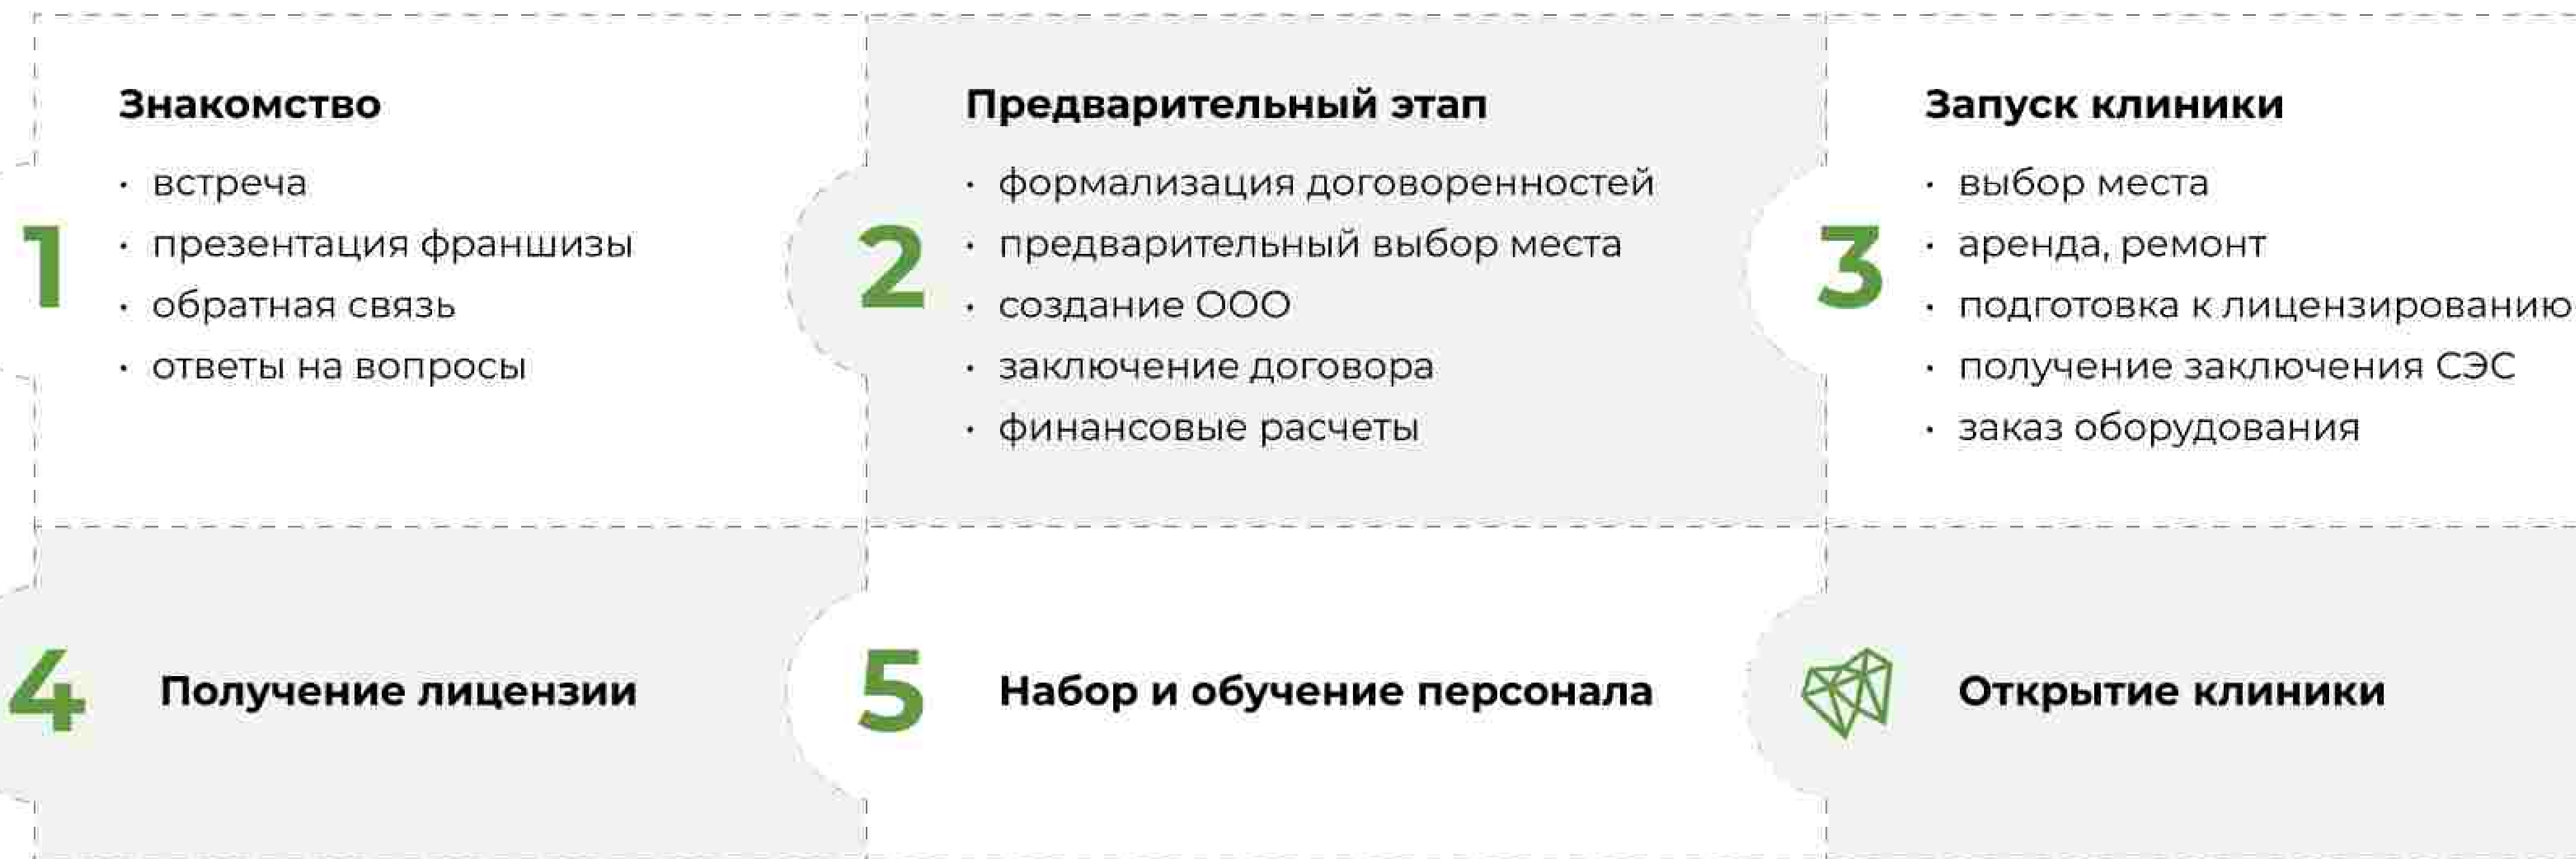 1
Знакомство
· встреча
· презентация франшизы
· обратная связь
· ответы на вопросы
2
Предварительный этап
· формализация договоренностей
· предварительный выбор места
· создание ООО
· заключение договора
· финансовые расчеты
3
Запуск клиники
· выбор места
· аренда, ремонт
· подготовка к лицензированию
· получение заключения СЭС
· заказ оборудования
4
Получение лицензии
5
Набор и обучение персонала
Открытие клиники